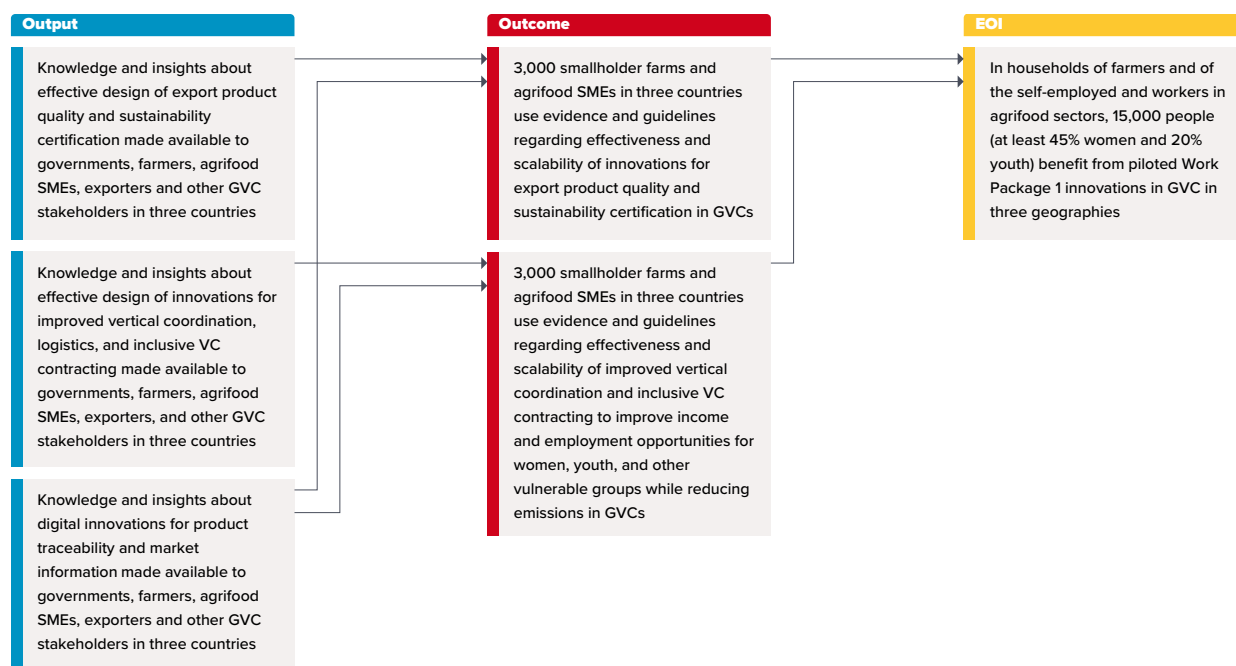 Output
Knowledge and insights about
effective design of export product
quality and sustainability
certification made available to
governments, farmers, agrifood
SMEs, exporters and other GVC
stakeholders in three countries
Knowledge and insights about
effective design of innovations for
improved vertical coordination,
logistics, and inclusive VC
contracting made available to
governments, farmers, agrifood
SMEs, exporters, and other GVC
stakeholders in three countries
Knowledge and insights about
digital innovations for product
traceability and market
information made available to
governments, farmers, agrifood
SMEs, exporters and other GVC
stakeholders in three countries
Outcome
3,000 smallholder farms and
agrifood SMEs in three countries
use evidence and guidelines
regarding effectiveness and
scalability of innovations for
export product quality and
sustainability certification in GVCs
3,000 smallholder farms and
agrifood SMEs in three countries
use evidence and guidelines
regarding effectiveness and
scalability of improved vertical
coordination and inclusive VC
contracting to improve income
and employment opportunities for
women, youth, and other
vulnerable groups while reducing
emissions in GVCs
EOI
In households of farmers and of
the self-employed and workers in
agrifood sectors, 15,000 people
(at least 45% women and 20%
youth) benefit from piloted Work
Package 1 innovations in GVC in
three geographies